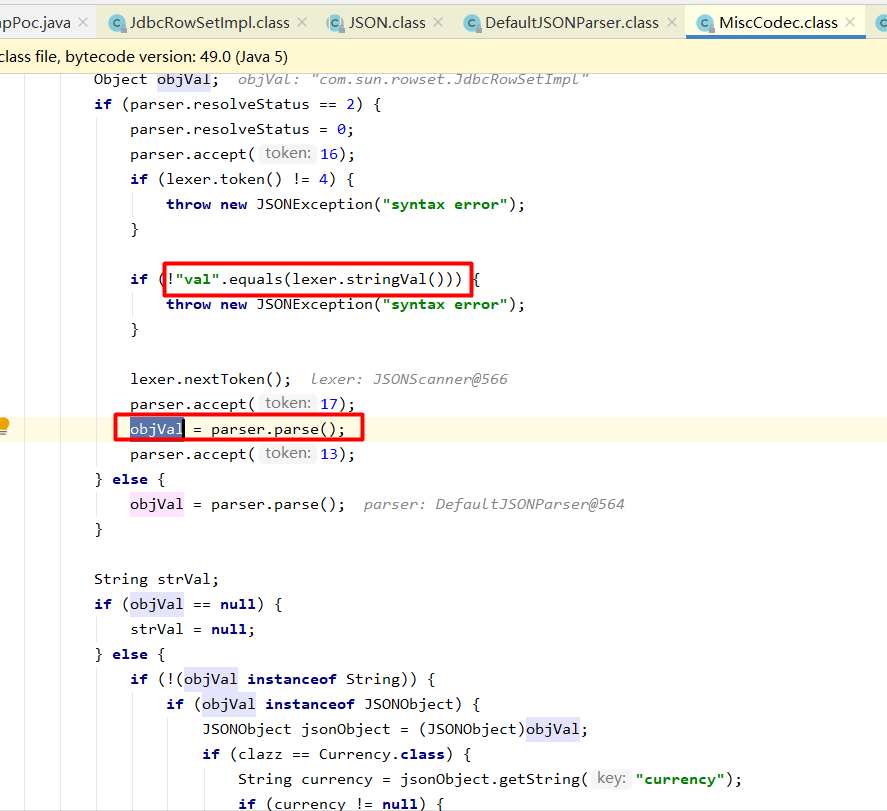 pPoc.java × JdbcRowSetImpl.class × JSON.class × DefaultJSONParser.class × MiscCodec.class ×
class file, bytecode version: 49.0 (Java 5)
Object objVal; objVal: "com.sun.rowset.JdbcRowSetImpl"
if (parser.resolveStatus == 2) {
parser.resolveStatus = 0;
parser.accept( token: 16);
if (lexer.token() != 4) {
throw new JSONException("syntax error");
}
if (!"val".equals(lexer.stringVal())) {
throw new JSONException("syntax error");
}
lexer.nextToken(); lexer: JSONScanner@566
parser.accept( token: 17);
objVal = parser.parse();
parser.accept( token: 13);
} else {
objVal = parser.parse(); parser: DefaultJSONParser@564
}
String strVal;
if (objVal == null) {
strVal = null;
} else {
if (!(objVal instanceof String)) {
if (objVal instanceof JSONObject) {
JSONObject jsonObject = (JSONObject)objVal;
if (clazz == Currency.class) {
String currency = jsonObject.getString( key: "currency");
if (currency != null) {